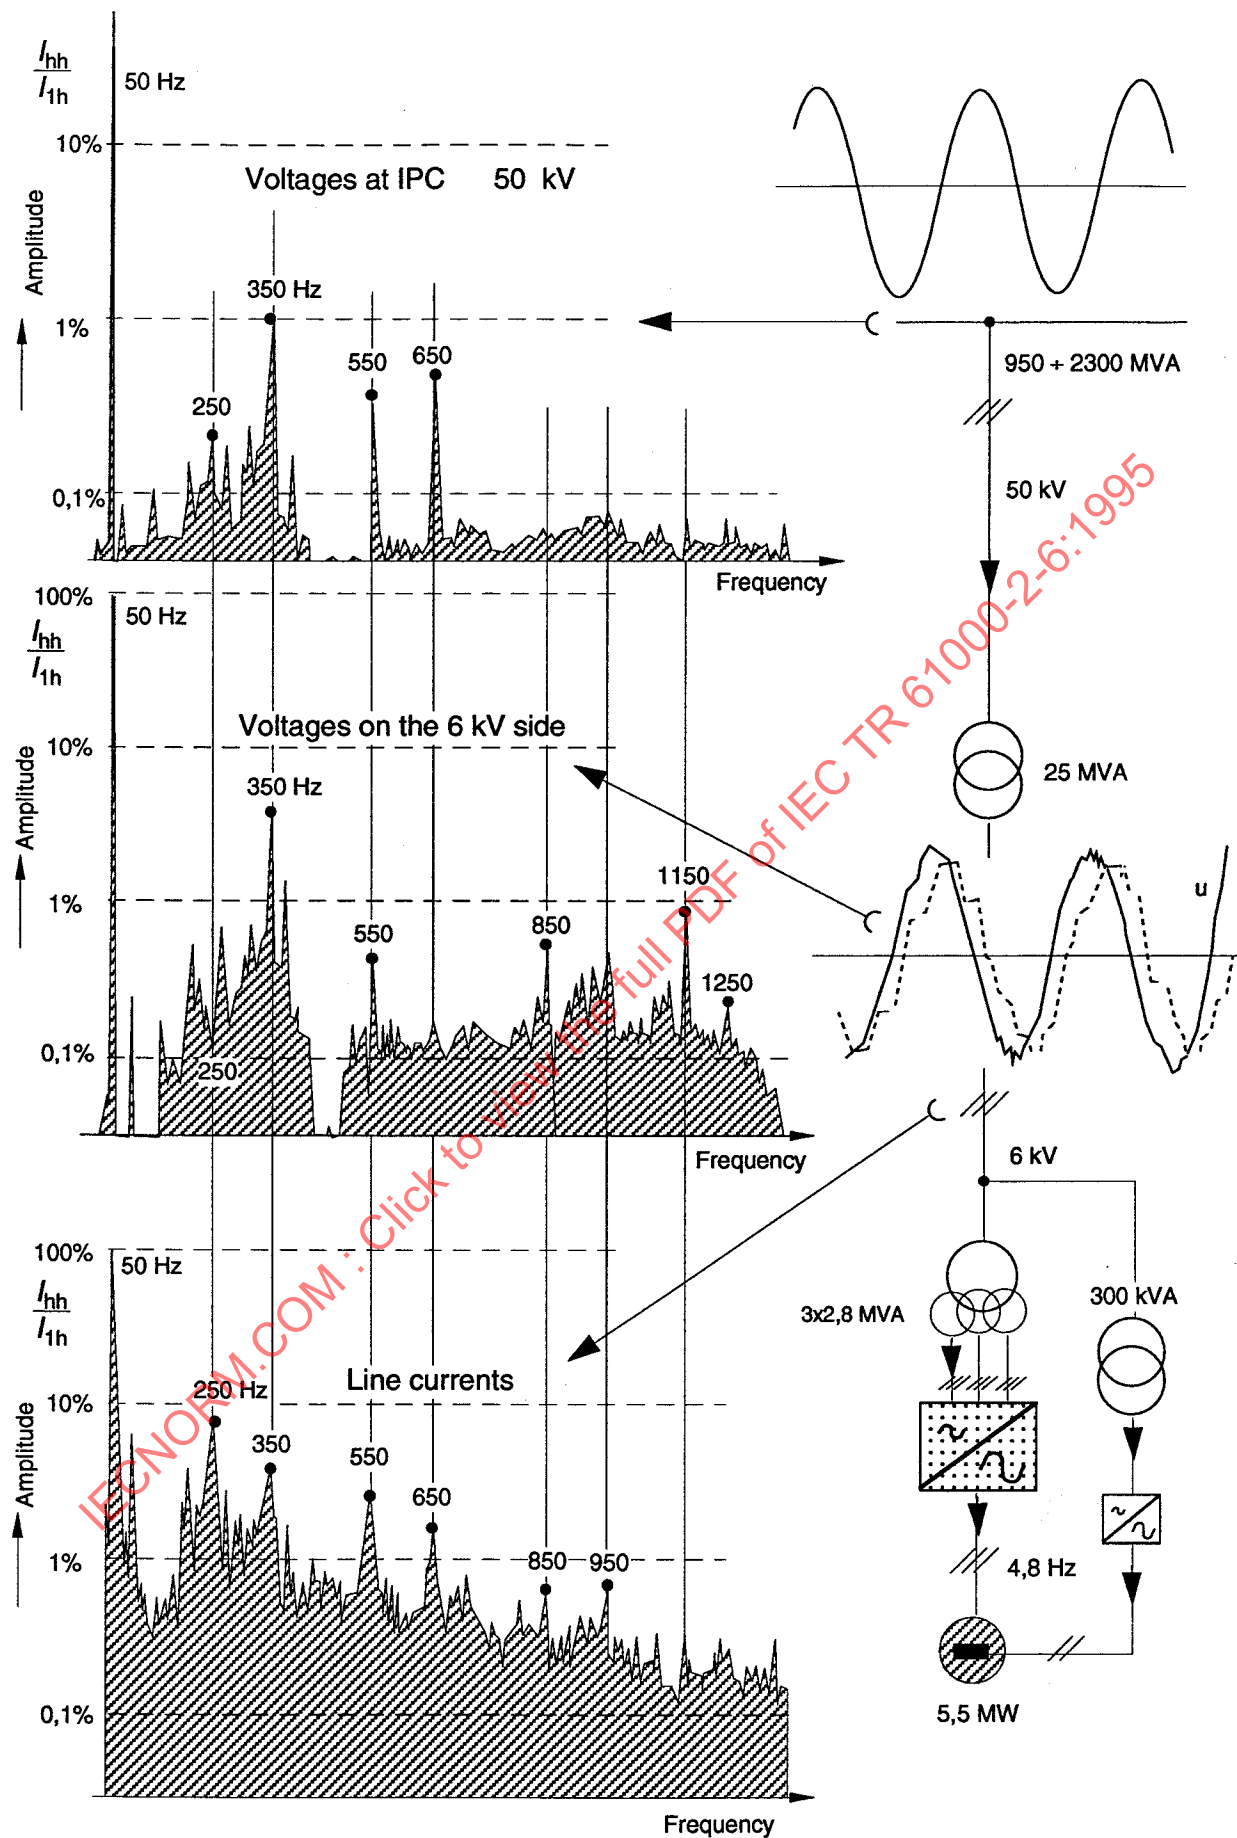 Ihh
I1h
50 Hz
10%
Voltages at IPC 50 kV
Amplitude
350 Hz
1%
250
550
650
0,1%
Frequency
950 ÷ 2300 MVA
50 kV
25 MVA
100%
50 Hz
Ihh
I1h
Voltages on the 6 kV side
10%
350 Hz
Amplitude
1%
550
850
1150
1250
0,1%
250
Frequency
u
6 kV
100%
50 Hz
Ihh
I1h
Line currents
250 Hz
10%
350
550
650
Amplitude
1%
850
950
0,1%
Frequency
3x2,8 MVA
300 kVA
4,8 Hz
5,5 MW
IECNORM.COM : Click to view the full PDF of IEC TR 61000-2-6:1995